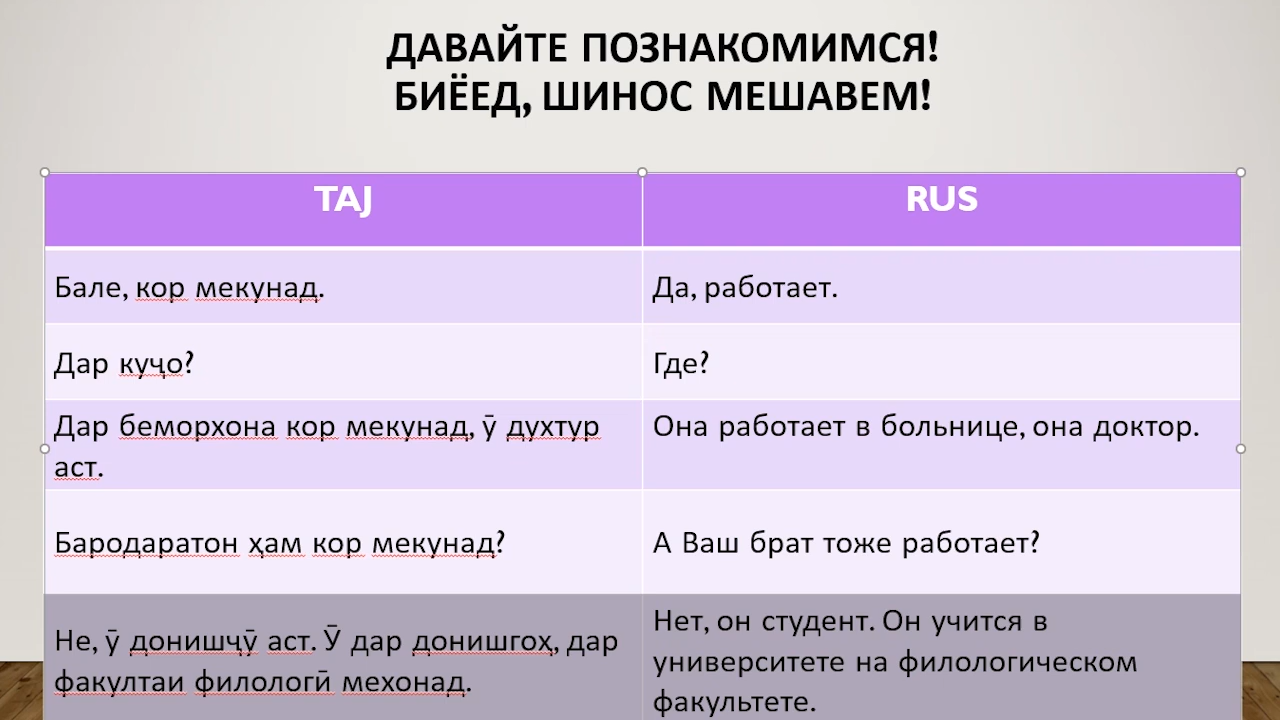 ДАВАЙТЕ ПОЗНАКОМИМСЯ!
БИЁЕД, ШИНОС МЕШАВЕМ!
TAJ
RUS
Бале, кор мекунад.
Да, работает.
Дар куҷо?
Где?
Дар беморхона кор мекунад, ӯ духтур
аст.
Она работает в больнице, она доктор.
Бародаратон ҳам кор мекунад?
А Ваш брат тоже работает?
Не, ӯ донишҷӯ аст. Ӯ дар донишгоҳ, дар
факултаи филологӣ мехонад.
Нет, он студент. Он учится в
университете на филологическом
факультете.